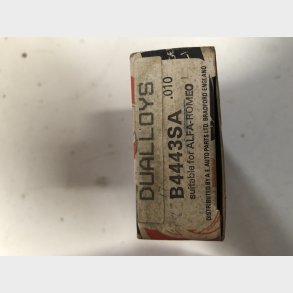 DUALLOYS
B4443SA .010
suitable for ALFA-ROMEO
DISTRIBUTED BY A.E. AUTO PARTS LTD. BRADFORD ENGLAND